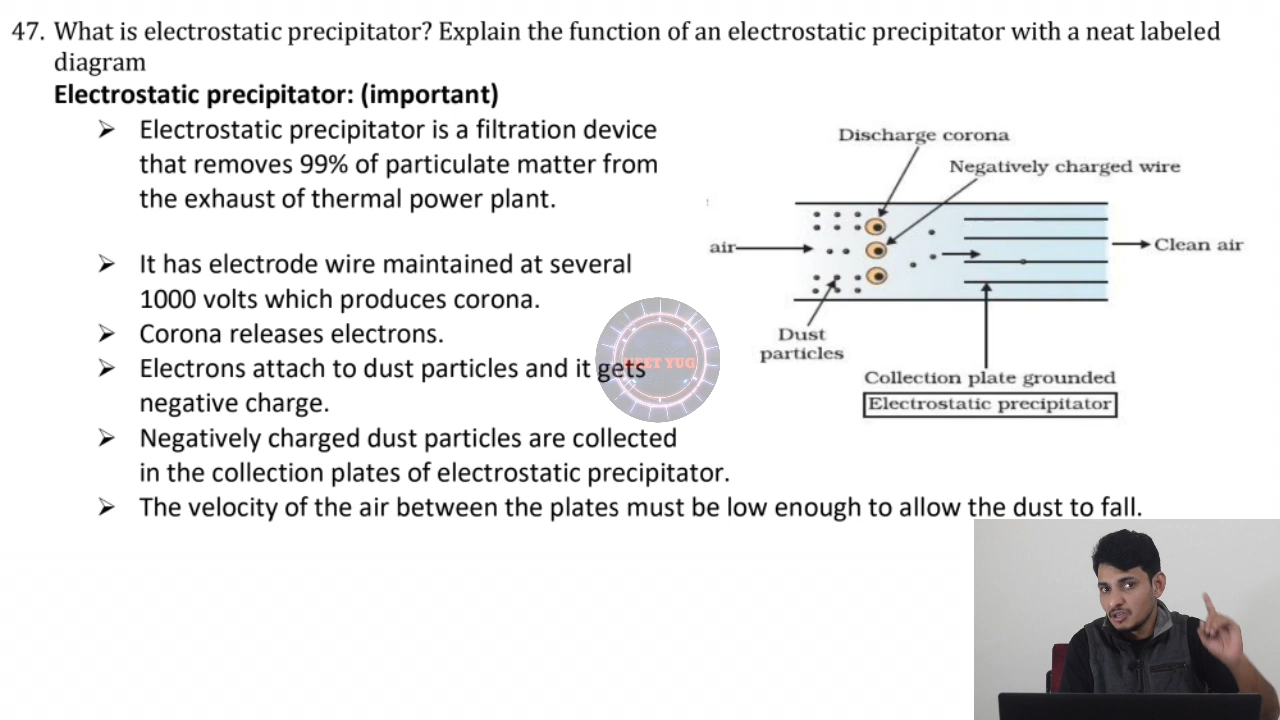 47. What is electrostatic precipitator? Explain the function of an electrostatic precipitator with a neat labeled
diagram
Electrostatic precipitator: (important)
➢ Electrostatic precipitator is a filtration device
that removes 99% of particulate matter from
the exhaust of thermal power plant.
➢ It has electrode wire maintained at several
1000 volts which produces corona.
➢ Corona releases electrons.
➢ Electrons attach to dust particles and it gets
negative charge.
➢ Negatively charged dust particles are collected
in the collection plates of electrostatic precipitator.
➢ The velocity of the air between the plates must be low enough to allow the dust to fall.
Discharge corona
Negatively charged wire
air
Clean air
Dust
particles
Collection plate grounded
Electrostatic precipitator
YUG